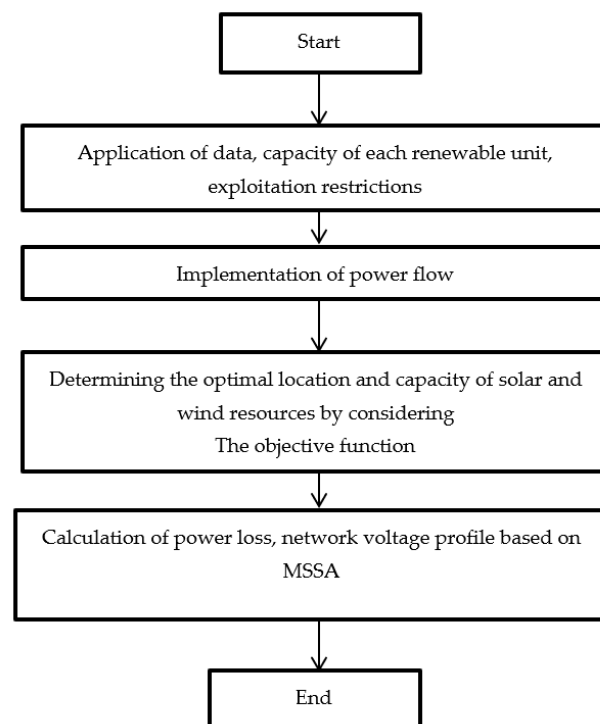 Start
Application of data, capacity of each renewable unit,
exploitation restrictions
Implementation of power flow
Determining the optimal location and capacity of solar and
wind resources by considering
The objective function
Calculation of power loss, network voltage profile based on
MSSA
End